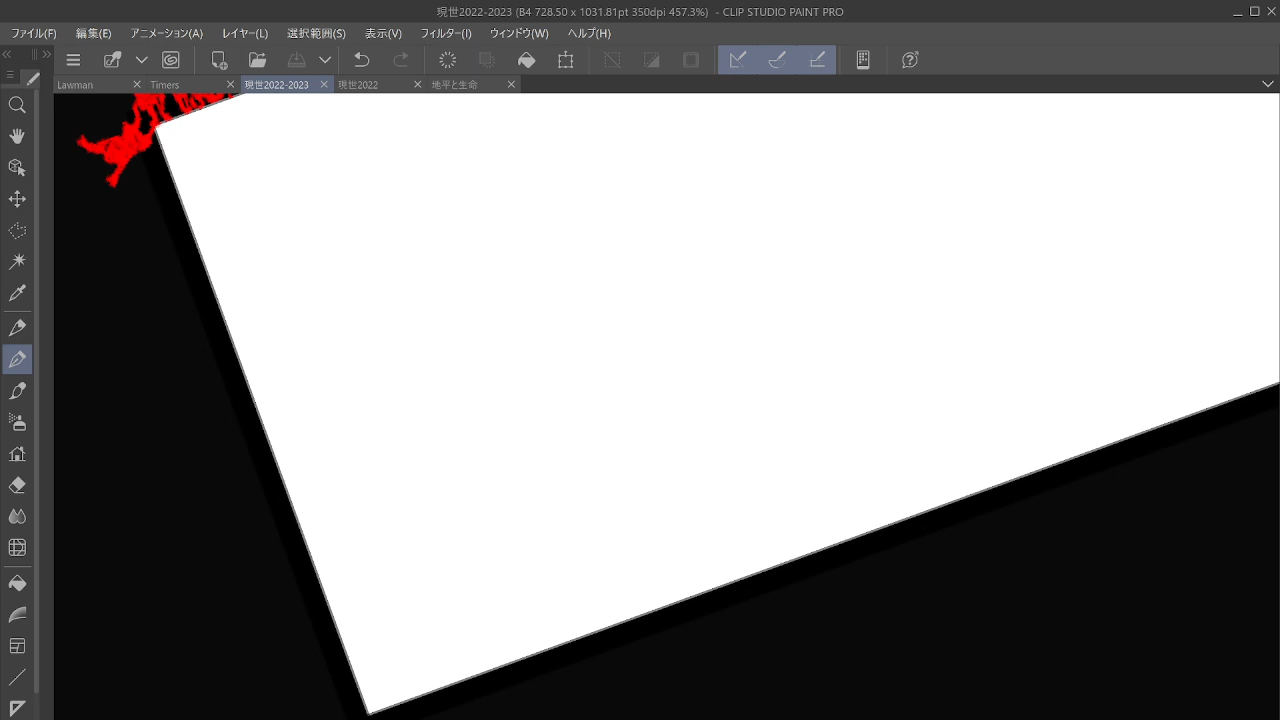 現世2022-2023 (B4 728.50 x 1031.81pt 350dpi 457.3%) - CLIP STUDIO PAINT PRO
ファイル(F) 編集(E) アニメーション(A) レイヤー(L) 選択範囲(S) 表示(V) フィルター(I) ウィンドウ(W) ヘルプ(H)
Lawman Timers 現世2022-2023 現世2022 地平と生命